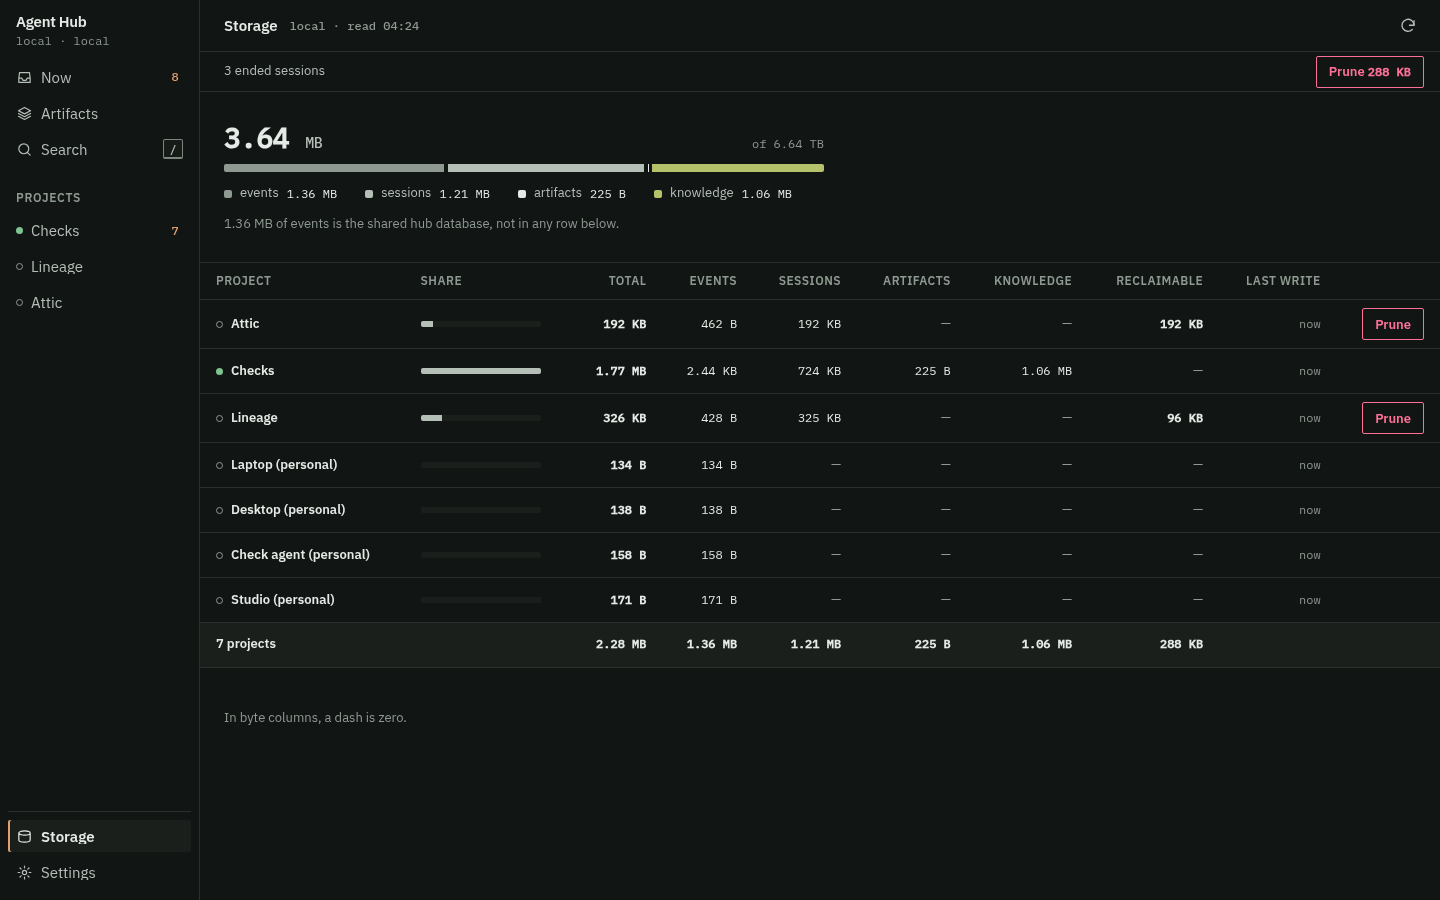 Agent Hub
local · local
Now 8
Artifacts
Search /
PROJECTS
Checks 7
Lineage
Attic
Storage
Settings
Storage local · read 04:24
3 ended sessions Prune 288 KB
3.64 MB of 6.64 TB
events 1.36 MB sessions 1.21 MB artifacts 225 B knowledge 1.06 MB
1.36 MB of events is the shared hub database, not in any row below.
PROJECT SHARE TOTAL EVENTS SESSIONS ARTIFACTS KNOWLEDGE RECLAIMABLE LAST WRITE
Attic 192 KB 462 B 192 KB — — 192 KB now Prune
Checks 1.77 MB 2.44 KB 724 KB 225 B 1.06 MB — now
Lineage 326 KB 428 B 325 KB — — 96 KB now Prune
Laptop (personal) 134 B 134 B — — — — now
Desktop (personal) 138 B 138 B — — — — now
Check agent (personal) 158 B 158 B — — — — now
Studio (personal) 171 B 171 B — — — — now
7 projects 2.28 MB 1.36 MB 1.21 MB 225 B 1.06 MB 288 KB
In byte columns, a dash is zero.